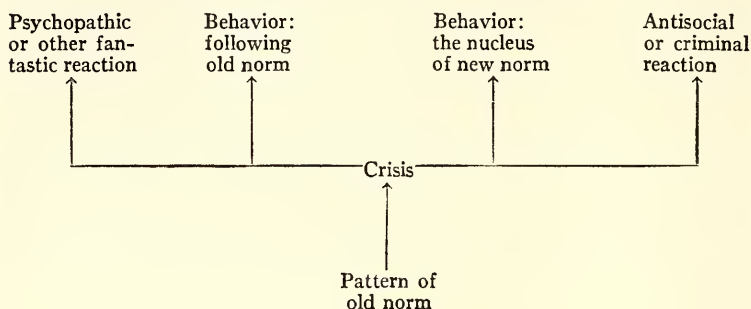 Psychopathic
or other fan-
tastic reaction
Behavior:
following
old norm
Behavior:
the nucleus
of new norm
Antisocial
or criminal
reaction
Crisis
Pattern of
old norm